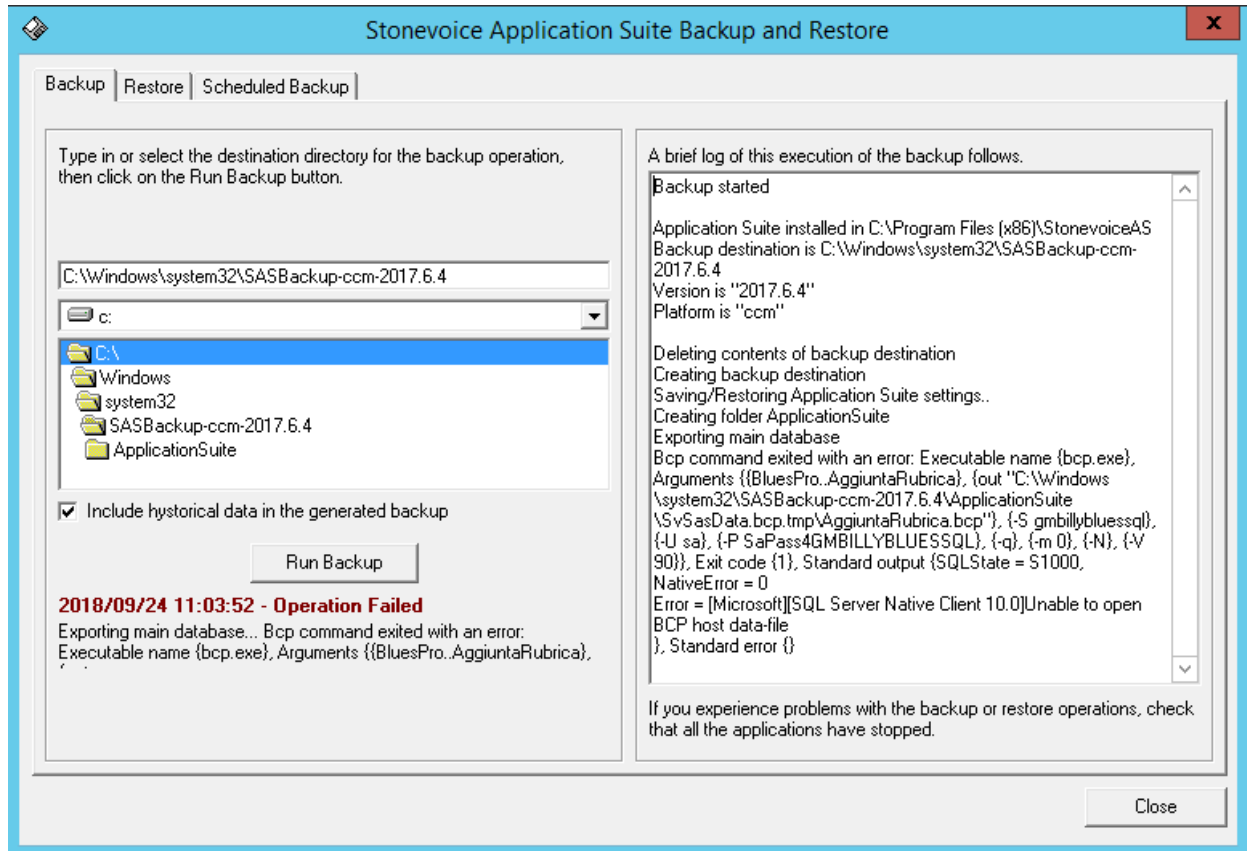 Stonevoice Application Suite Backup and Restore
x
Backup
Restore
Scheduled Backup
Type in or select the destination directory for the backup operation,
then click on the Run Backup button.
C:\Windows\system32\SASBackup-ccm-2017.6.4
c:
C:\
Windows
system32
SASBackup-ccm-2017.6.4
ApplicationSuite
Include hystorical data in the generated backup
Run Backup
2018/09/24 11:03:52 - Operation Failed
Exporting main database... Bcp command exited with an error:
Executable name {bcp.exe}, Arguments {{BluesPro..AggiuntaRubrica},
A brief log of this execution of the backup follows.
Backup started
Application Suite installed in C:\Program Files (x86)\StonevoiceAS
Backup destination is C:\Windows\system32\SASBackup-ccm-
2017.6.4
Version is "2017.6.4"
Platform is "ccm"
Deleting contents of backup destination
Creating backup destination
Saving/Restoring Application Suite settings..
Creating folder ApplicationSuite
Exporting main database
Bcp command exited with an error: Executable name {bcp.exe},
Arguments {{BluesPro..AggiuntaRubrica}, {out "C:\Windows
\system32\SASBackup-ccm-2017.6.4\ApplicationSuite
\SvSasData.bcp.tmp\AggiuntaRubrica.bcp"}, {-S gmbillybluessql},
{-U sa}, {-P SaPass4GMBILLYBLUESSQL}, {-q}, {-m 0}, {-N}, {-V
90}}, Exit code {1}, Standard output {SQLState = S1000,
NativeError = 0
Error = [Microsoft][SQL Server Native Client 10.0]Unable to open
BCP host data-file
}, Standard error {}
If you experience problems with the backup or restore operations, check
that all the applications have stopped.
Close